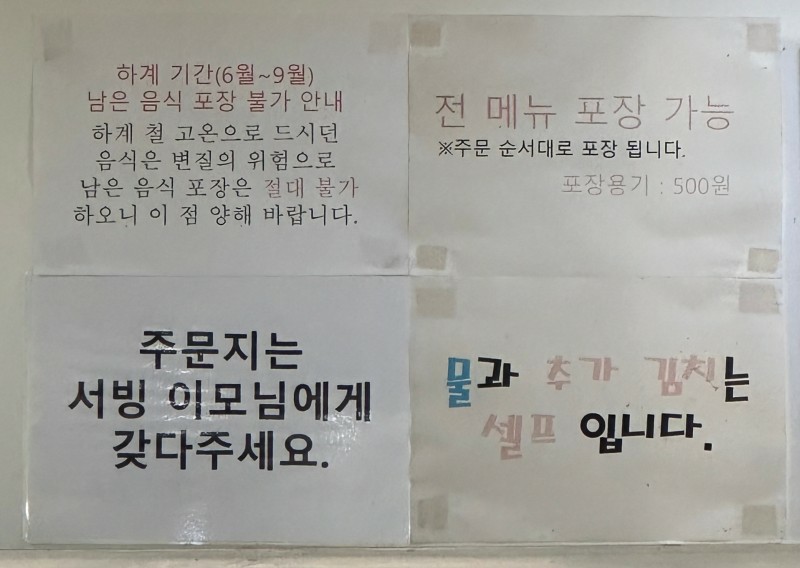 하계 기간(6월~9월)
남은 음식 포장 불가 안내
하계 철 고온으로 드시던
음식은 변질의 위험으로
남은 음식 포장은 절대 불가
하오니 이 점 양해 바랍니다.
전 메뉴 포장 가능
※주문 순서대로 포장 됩니다.
포장용기 : 500원
주문지는
서빙 이모님에게
갖다주세요.
물과 추가 김치는
셀프 입니다.